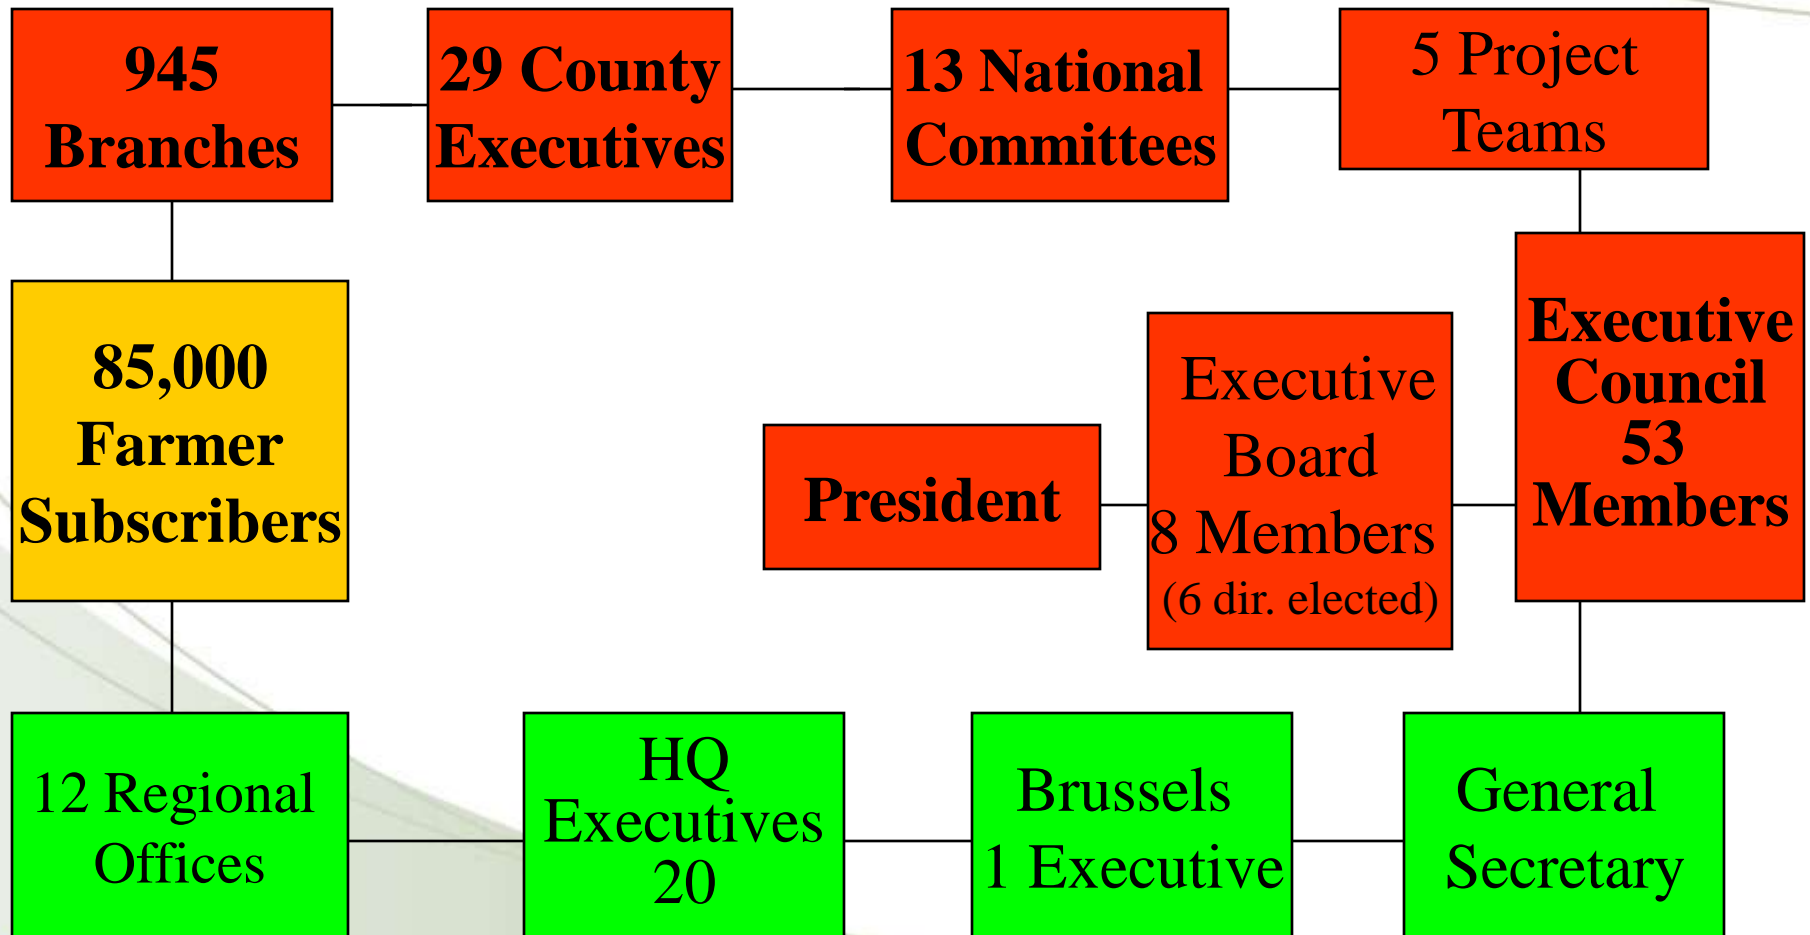 945
Branches
29 County
Executives
13 National
Committees
5 Project
Teams
85,000
Farmer
Subscribers
President
Executive
Board
8 Members
(6 dir. elected)
Executive
Council
53
Members
12 Regional
Offices
HQ
Executives
20
Brussels
1 Executive
General
Secretary